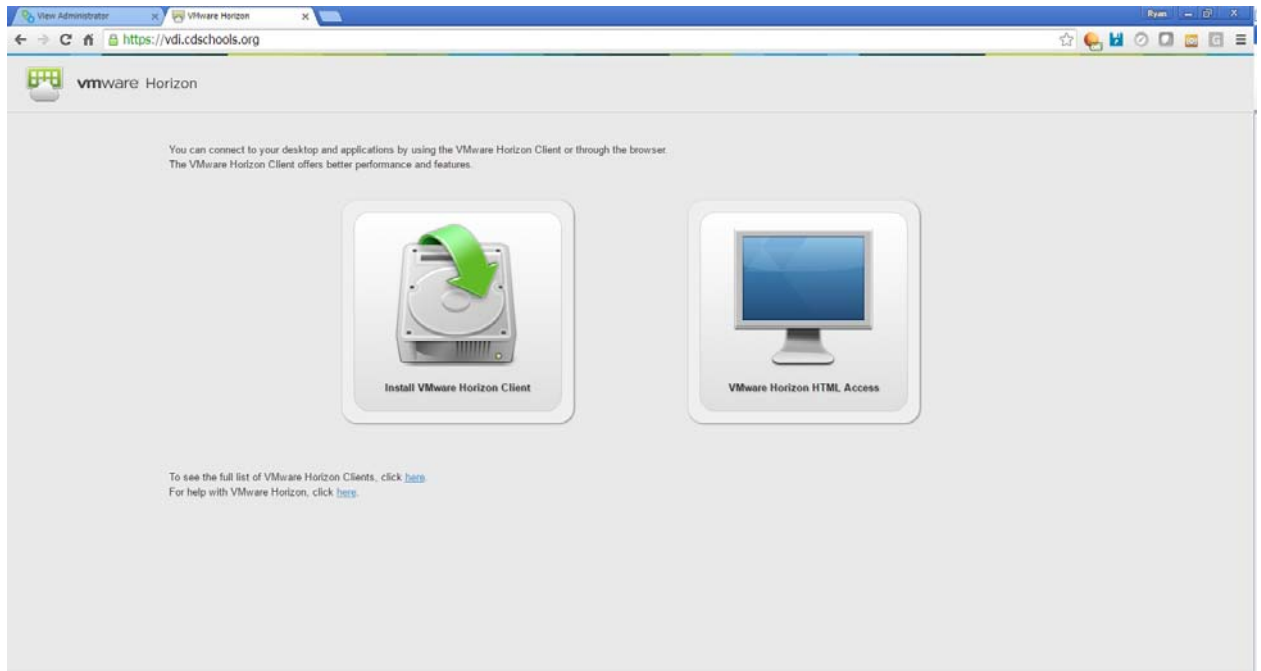 View Administrator
VMware Horizon
Ryan
https://vdi.cdschools.org
vmware Horizon
You can connect to your desktop and applications by using the VMware Horizon Client or through the browser.
The VMware Horizon Client offers better performance and features.
Install VMware Horizon Client
VMware Horizon HTML Access
To see the full list of VMware Horizon Clients, click here.
For help with VMware Horizon, click here.